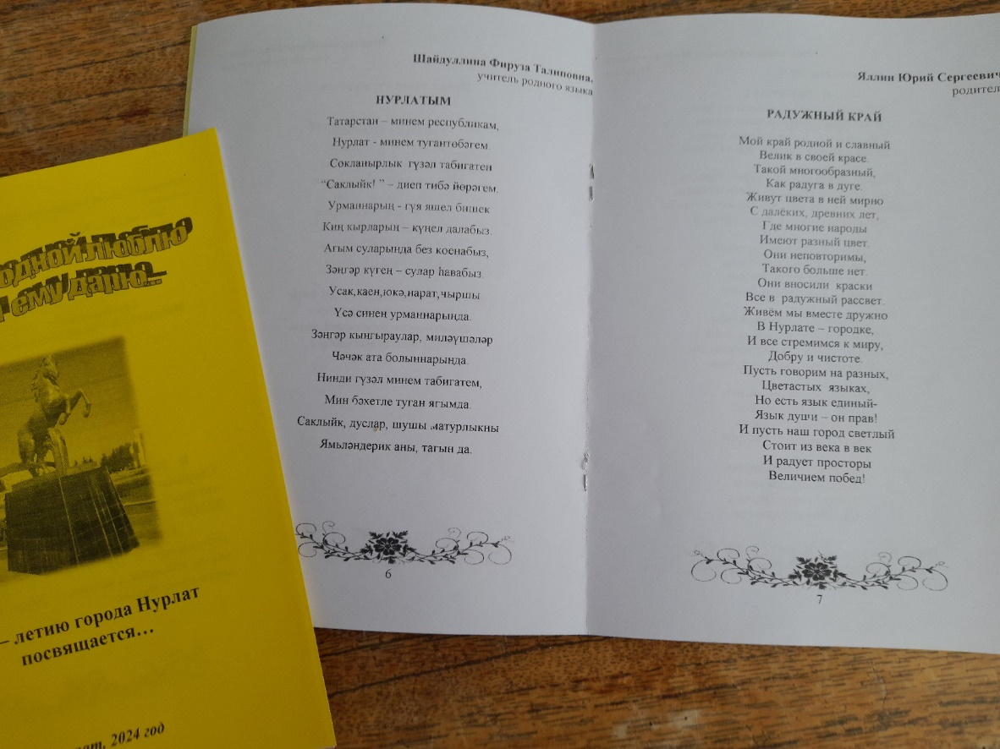 одной люблю
ему дарю...
– летию города Нурлат
посвящается…
2024 год
Шайдуллина Фируза Талиповна,
учитель родного языка
НУРЛАТЫМ
Татарстан – минем республикам,
Нурлат - минем тугантөбәгем.
Сокланырлык гүзәл табигатен
“Саклыйк! ” – диеп тибә йөрәгем.
Урманнарың - гүя яшел бишек
Киң кырларың – күңел далабыз.
Агым суларында без коенабыз,
Зәңгәр күгең – сулар һавабыз.
Усак,каен,юкә,нарат,чыршы
Үсә синең урманнарыңда.
Зәңгәр кыңгыраулар, миләүшәләр
Чәчәк ата болыннарыңда.
Нинди гүзәл минем табигатем,
Мин бәхетле туган ягымда.
Саклыйк, дуслар, шушы матурлыкны
Ямьләндерик аны, тагын да.
6
Яллин Юрий Сергеевич
родител
РАДУЖНЫЙ КРАЙ
Мой край родной и славный
Велик в своей красе.
Такой многообразный,
Как радуга в дуге.
Живут цвета в ней мирно
С далёких, древних лет,
Где многие народы
Имеют разный цвет.
Они неповторимы,
Такого больше нет.
Они вносили краски
Все в радужный рассвет.
Живём мы вместе дружно
В Нурлате – городке,
И все стремимся к миру,
Добру и чистоте.
Пусть говорим на разных,
Цветастых языках,
Но есть язык единый-
Язык души – он прав!
И пусть наш город светлый
Стоит из века в век
И радует просторы
Величием побед!
7